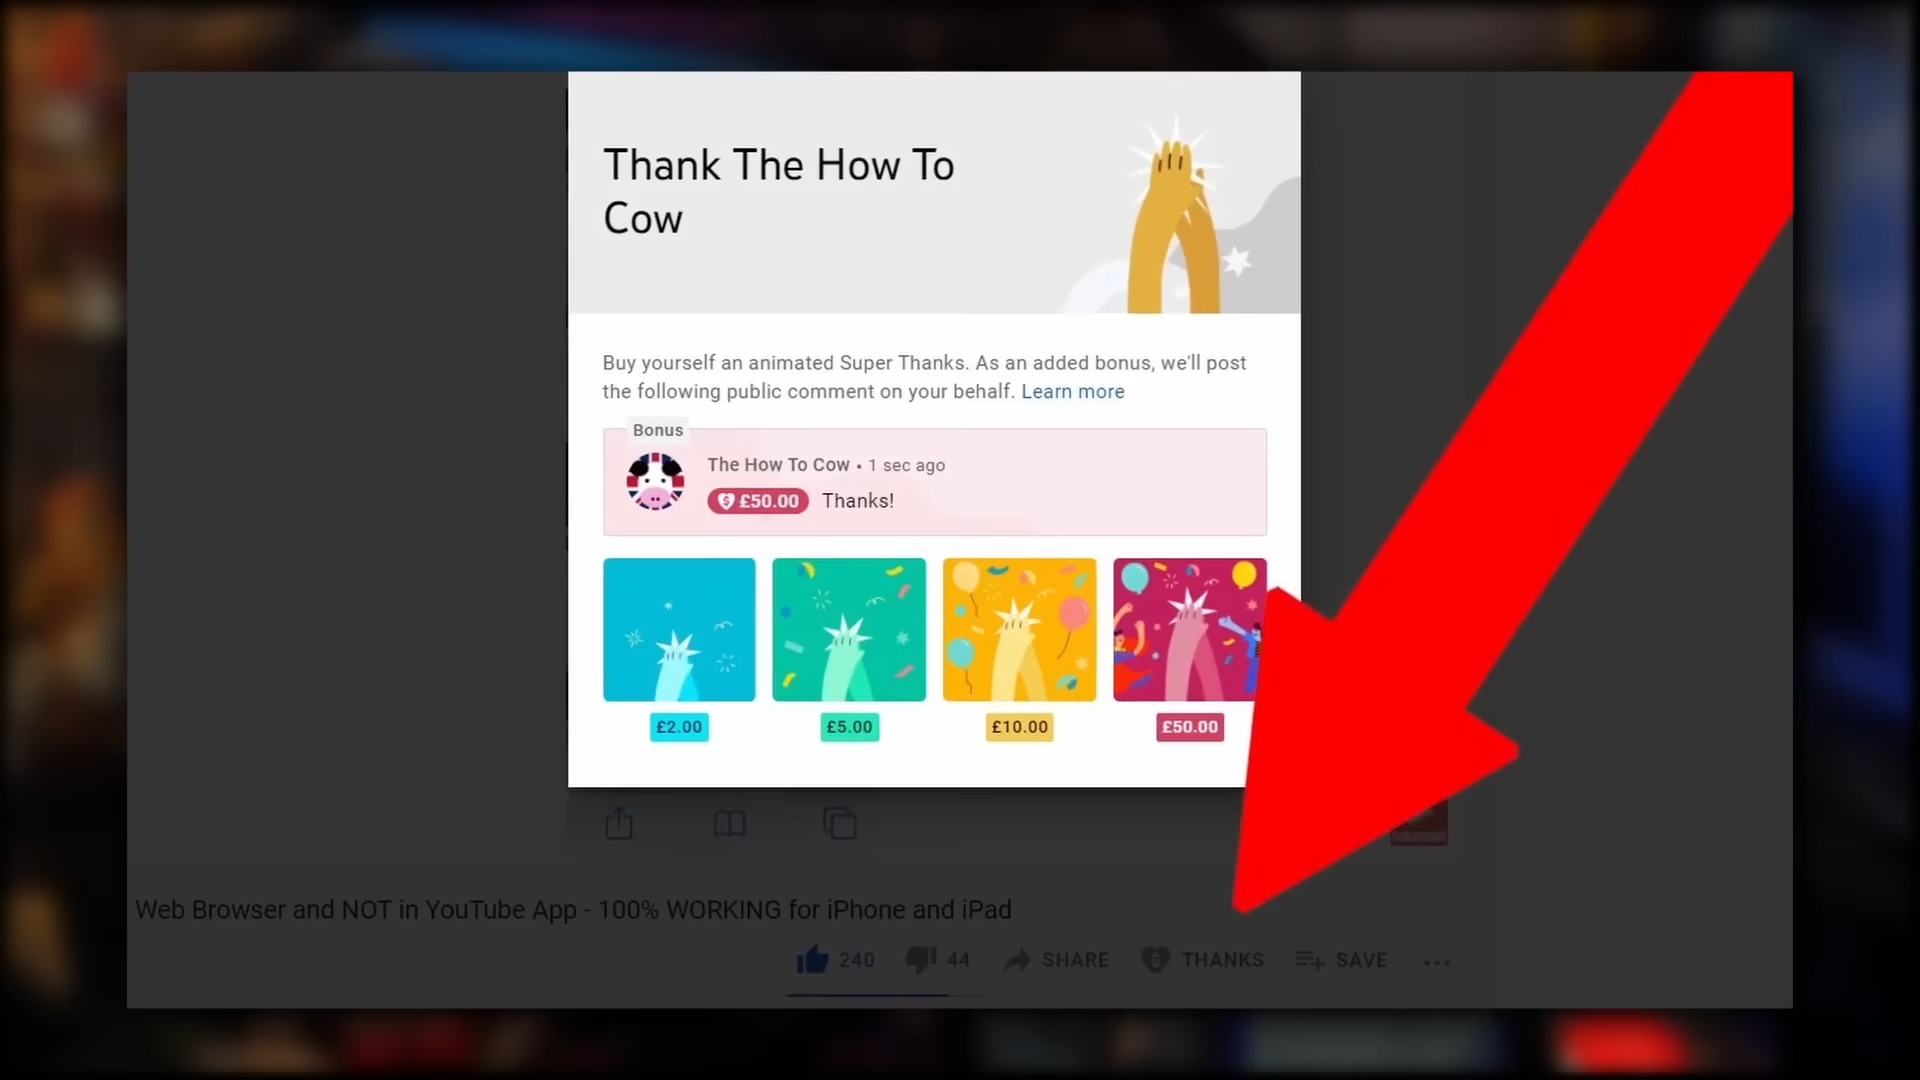 Thank The How To
Cow
Buy yourself an animated Super Thanks. As an added bonus, we'll post
the following public comment on your behalf. Learn more
Bonus
The How To Cow • 1 sec ago
£50.00 Thanks!
£2.00 £5.00 £10.00 £50.00
Web Browser and NOT in YouTube App - 100% WORKING for iPhone and iPad
240 44 SHARE THANKS SAVE ...